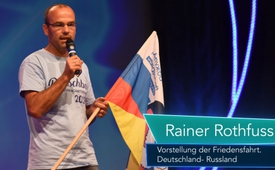 Rainer Rothfuss
Vorstellung der Friedensfahrt.
Deutschland- Russland